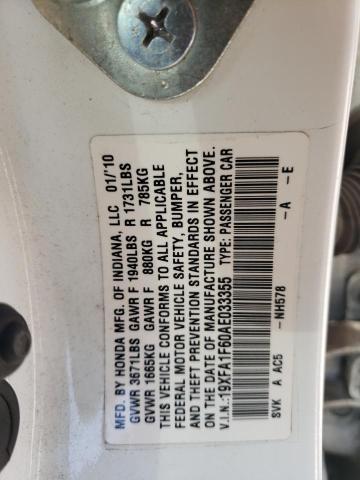 MFD. BY HONDA MFG. OF INDIANA, LLC 01/'10
GVWR 3671LBS GAWR F 1940LBS R 1731LBS
GVWR 1665KG GAWR F 880KG R 785KG
THIS VEHICLE CONFORMS TO ALL APPLICABLE
FEDERAL MOTOR VEHICLE SAFETY, BUMPER,
AND THEFT PREVENTION STANDARDS IN EFFECT
ON THE DATE OF MANUFACTURE SHOWN ABOVE.
V.I.N.:19XFA1F60AE033355 TYPE: PASSENGER CAR
-NH578 -A -E
SVK A AC5